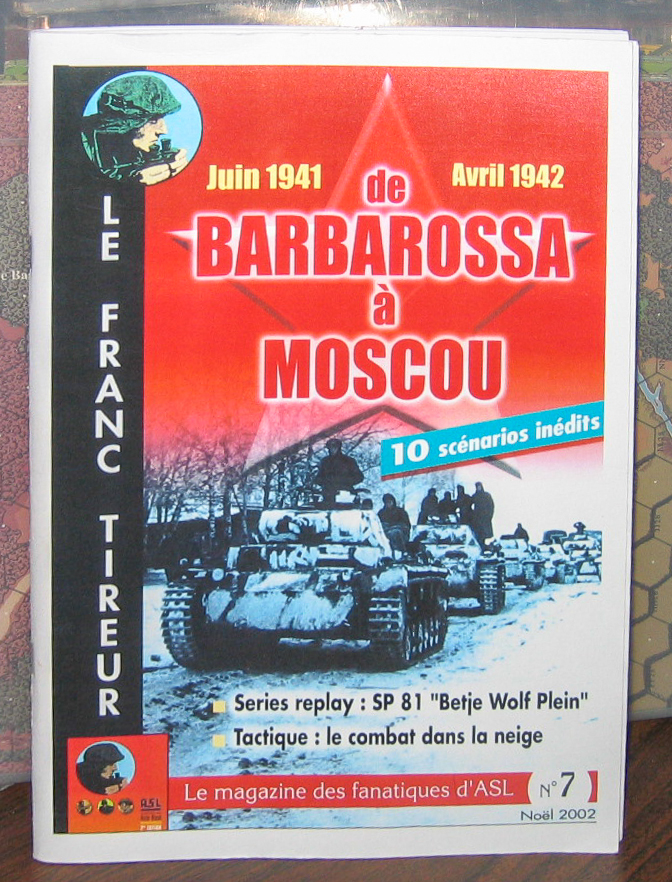 LE FRANC TIREUR
Juin 1941
Avril 1942
de
BARBAROSSA
à
MOSCOU
10 scénarios inédits
Series replay : SP 81 "Betje Wolf Plein"
Tactique : le combat dans la neige
Le magazine des fanatiques d'ASL
N° 7
Noël 2002
ASL